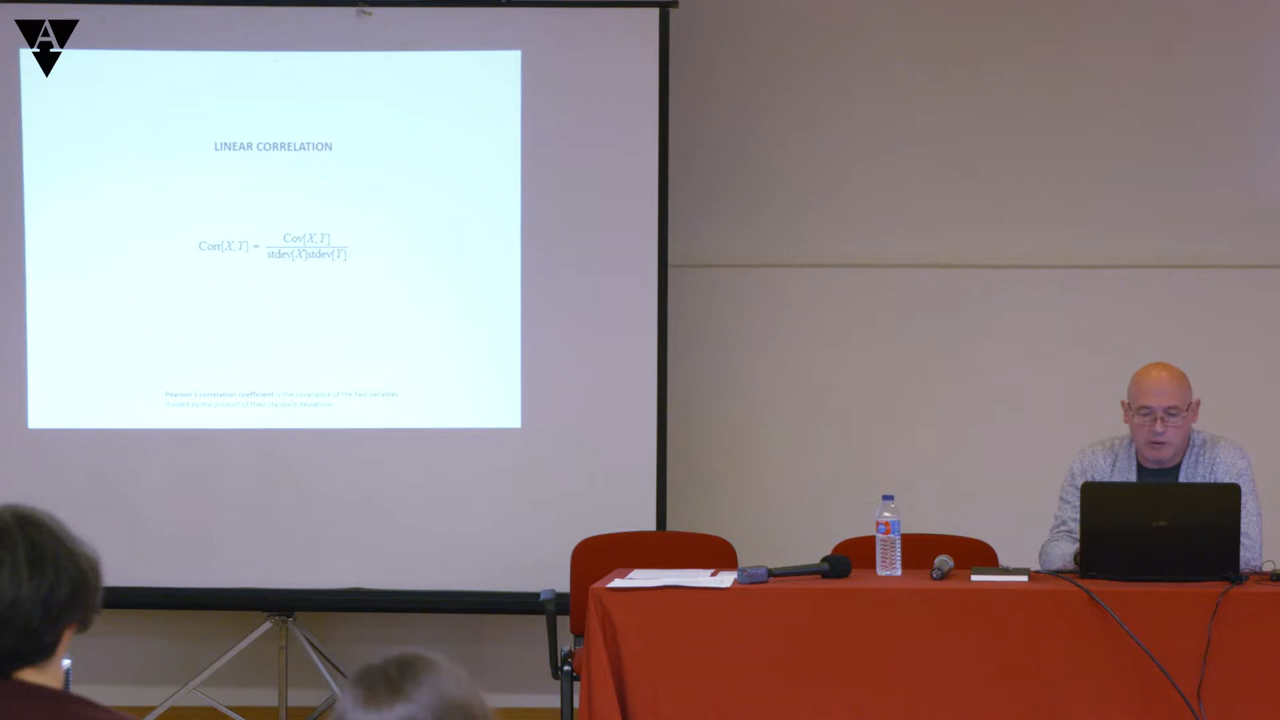 A
LINEAR CORRELATION
Corr[X, Y] = Cov[X, Y] / stdev[X]stdev[Y]
Pearson's correlation coefficient is the covariance of the two variables
divided by the product of their standard deviations.